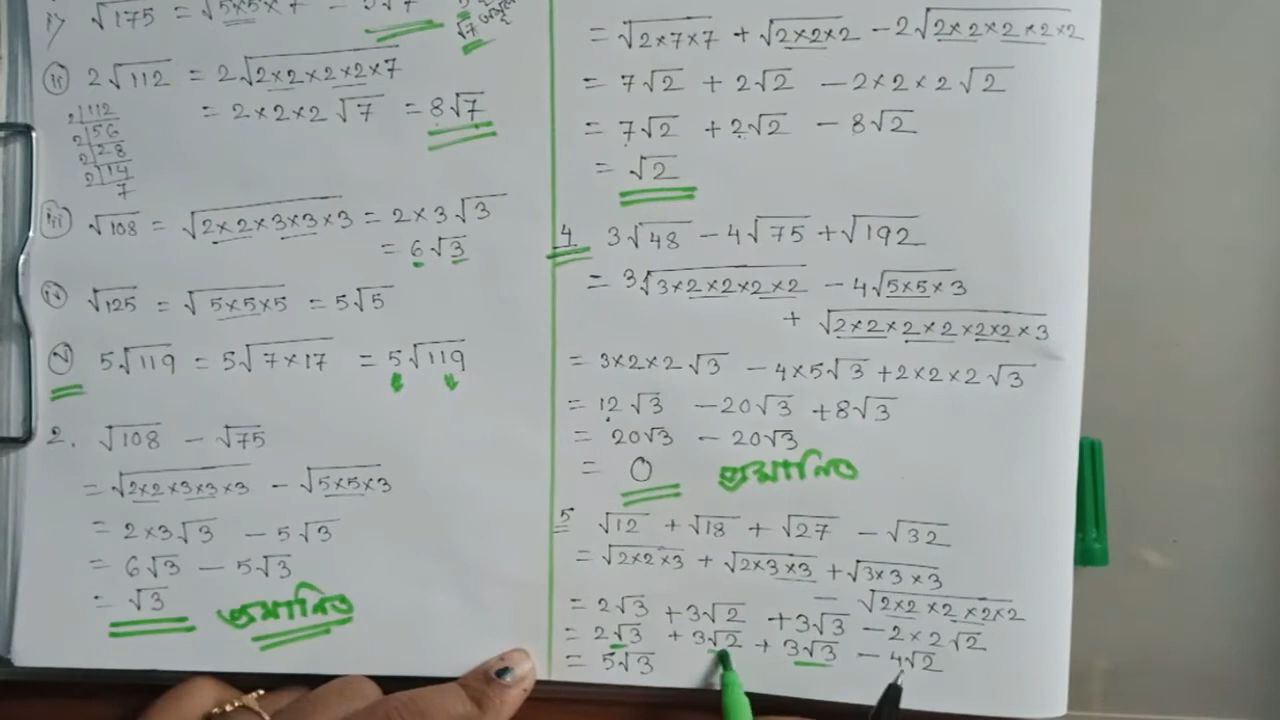 i) √175 = √5×5×7 = 5√7
√7
ii) 2√112 = 2√2×2×2×2×7
= 2×2×2√7 = 8√7
2|112
2|56
2|28
2|14
7
iii) √108 = √2×2×3×3×3 = 2×3√3
= 6√3
iv) √125 = √5×5×5 = 5√5
v) 5√119 = 5√7×17 = 5√119
2. √108 - √75
= √2×2×3×3×3 - √5×5×3
= 2×3√3 - 5√3
= 6√3 - 5√3
= √3 প্রমানিত
= √2×7×7 + √2×2×2 - 2√2×2×2×2×2
= 7√2 + 2√2 - 2×2×2√2
= 7√2 + 2√2 - 8√2
= √2
4 3√48 - 4√75 + √192
= 3√3×2×2×2×2 - 4√5×5×3
+ √2×2×2×2×2×2×3
= 3×2×2√3 - 4×5√3 + 2×2×2√3
= 12√3 - 20√3 + 8√3
= 20√3 - 20√3
= 0 প্রমানিত
5 √12 + √18 + √27 - √32
= √2×2×3 + √2×3×3 + √3×3×3
- √2×2×2×2×2
= 2√3 + 3√2 + 3√3 - 2×2√2
= 2√3 + 3√2 + 3√3 - 4√2
= 5√3